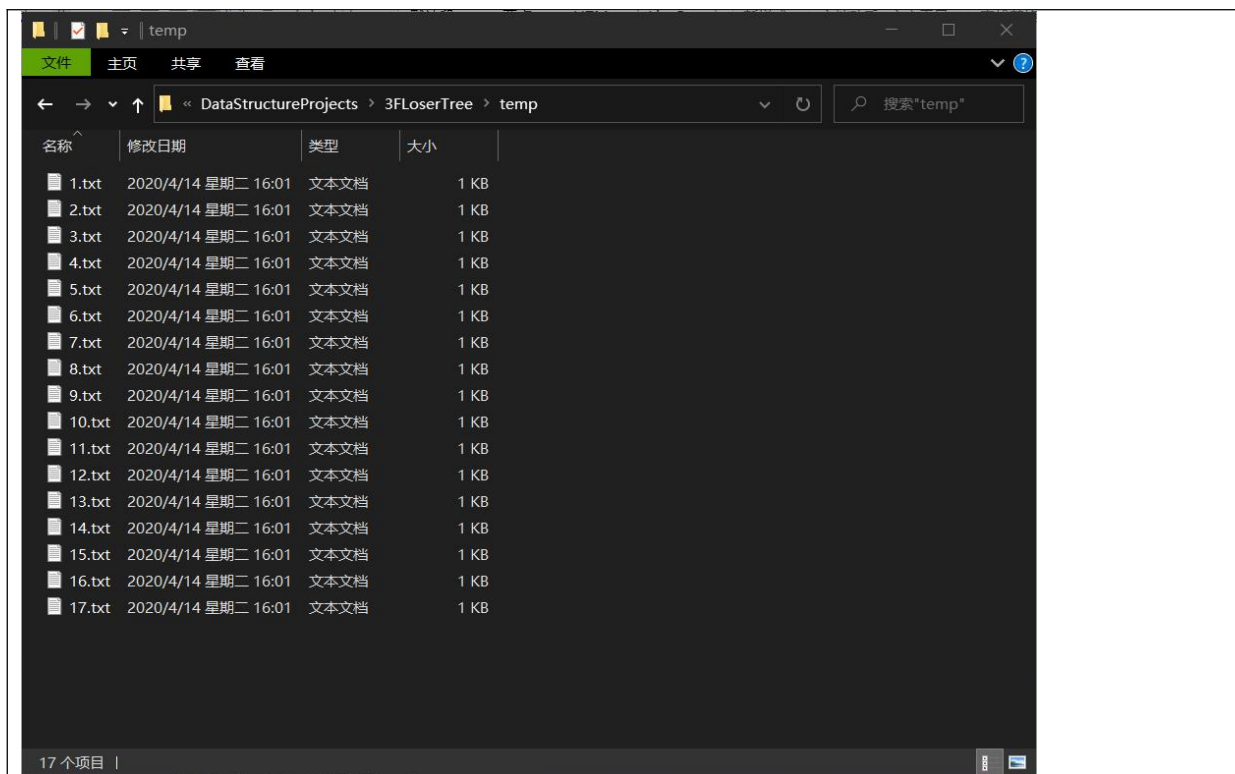 temp
文件 主页 共享 查看
« DataStructureProjects > 3FLoserTree > temp 搜索"temp"
名称 修改日期 类型 大小
1.txt 2020/4/14 星期二 16:01 文本文档 1 KB
2.txt 2020/4/14 星期二 16:01 文本文档 1 KB
3.txt 2020/4/14 星期二 16:01 文本文档 1 KB
4.txt 2020/4/14 星期二 16:01 文本文档 1 KB
5.txt 2020/4/14 星期二 16:01 文本文档 1 KB
6.txt 2020/4/14 星期二 16:01 文本文档 1 KB
7.txt 2020/4/14 星期二 16:01 文本文档 1 KB
8.txt 2020/4/14 星期二 16:01 文本文档 1 KB
9.txt 2020/4/14 星期二 16:01 文本文档 1 KB
10.txt 2020/4/14 星期二 16:01 文本文档 1 KB
11.txt 2020/4/14 星期二 16:01 文本文档 1 KB
12.txt 2020/4/14 星期二 16:01 文本文档 1 KB
13.txt 2020/4/14 星期二 16:01 文本文档 1 KB
14.txt 2020/4/14 星期二 16:01 文本文档 1 KB
15.txt 2020/4/14 星期二 16:01 文本文档 1 KB
16.txt 2020/4/14 星期二 16:01 文本文档 1 KB
17.txt 2020/4/14 星期二 16:01 文本文档 1 KB
17 个项目